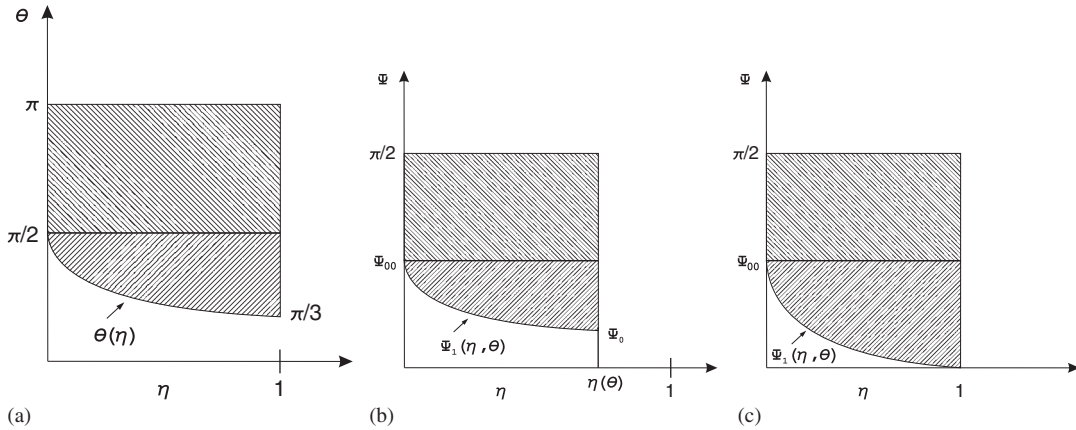 θ
π
π/2
π/3
θ(η)
η
1
(a)
Ψ
π/2
Ψ₀₀
Ψ₀
Ψ₁(η,θ)
η
η(θ)
1
(b)
Ψ
π/2
Ψ₀₀
Ψ₁(η,θ)
η
1
(c)